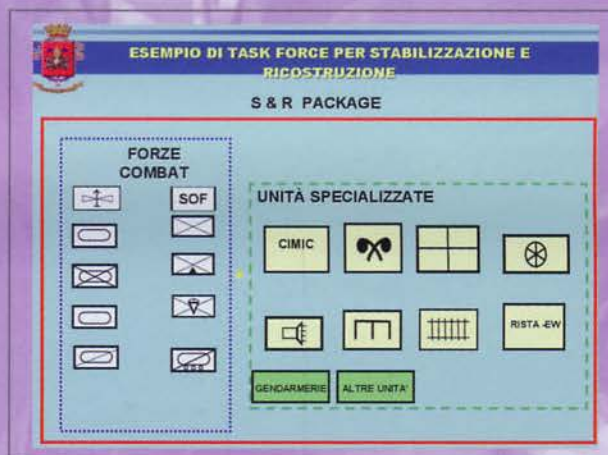 ESEMPIO DI TASK FORCE PER STABILIZZAZIONE E
RICOSTRUZIONE
S & R PACKAGE
FORZE
COMBAT
SOF
UNITÀ SPECIALIZZATE
CIMIC
RISTA -EW
GENDARMERIE
ALTRE UNITA'